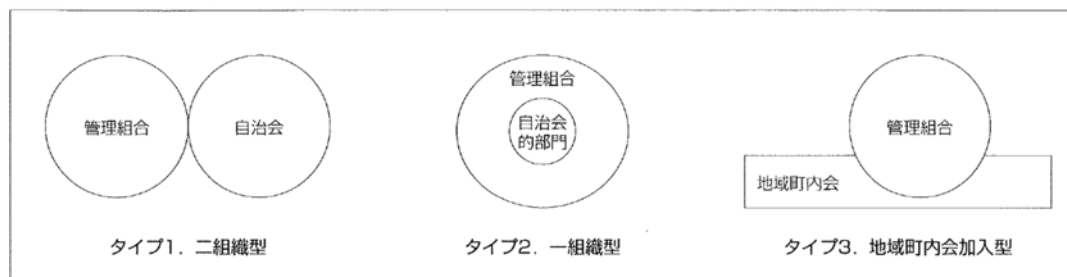 管理組合
自治会
タイプ1．二組織型
管理組合
自治会
的部門
タイプ2．一組織型
管理組合
地域町内会
タイプ3．地域町内会加入型